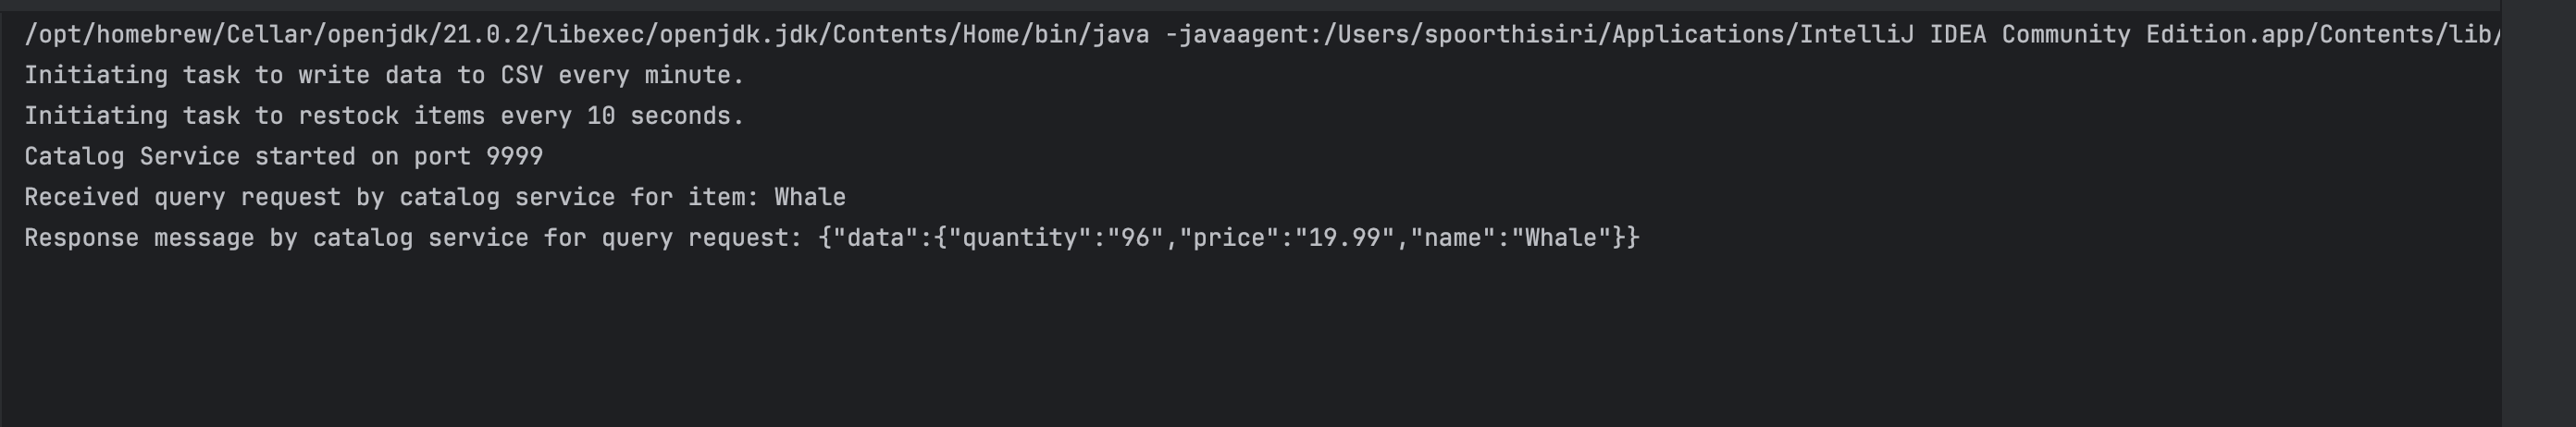 /opt/homebrew/Cellar/openjdk/21.0.2/libexec/openjdk.jdk/Contents/Home/bin/java -javaagent:/Users/spoorthisiri/Applications/IntelliJ IDEA Community Edition.app/Contents/lib/
Initiating task to write data to CSV every minute.
Initiating task to restock items every 10 seconds.
Catalog Service started on port 9999
Received query request by catalog service for item: Whale
Response message by catalog service for query request: {"data":{"quantity":"96","price":"19.99","name":"Whale"}}